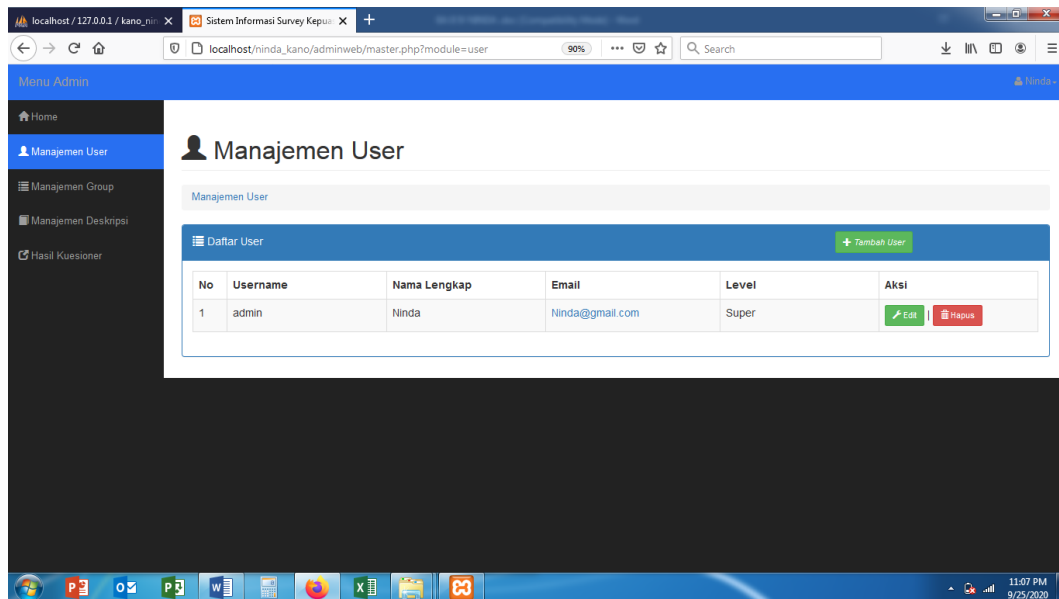 localhost / 127.0.0.1 / kano_nin
Sistem Informasi Survey Kepua
localhost/ninda_kano/adminweb/master.php?module=user
90%
Search
Menu Admin
Ninda
Home
Manajemen User
Manajemen Group
Manajemen Deskripsi
Hasil Kuesioner
Manajemen User
Manajemen User
Daftar User
Tambah User
No Username Nama Lengkap Email Level Aksi
1 admin Ninda Ninda@gmail.com Super Edit | Hapus
11:07 PM
9/25/2020